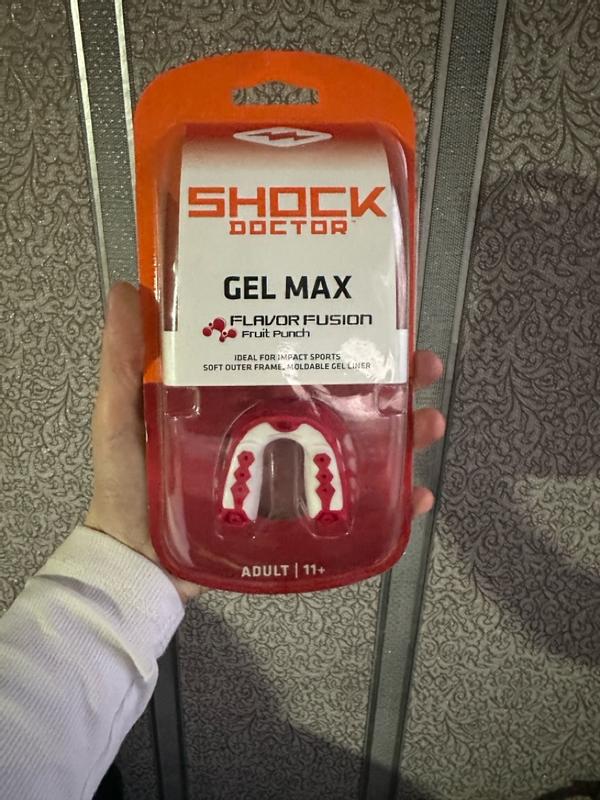 SHOCK
DOCTOR™
GEL MAX
FLAVOR FUSION
Fruit Punch
IDEAL FOR IMPACT SPORTS
SOFT OUTER FRAME, MOLDABLE GEL LINER
ADULT | 11+